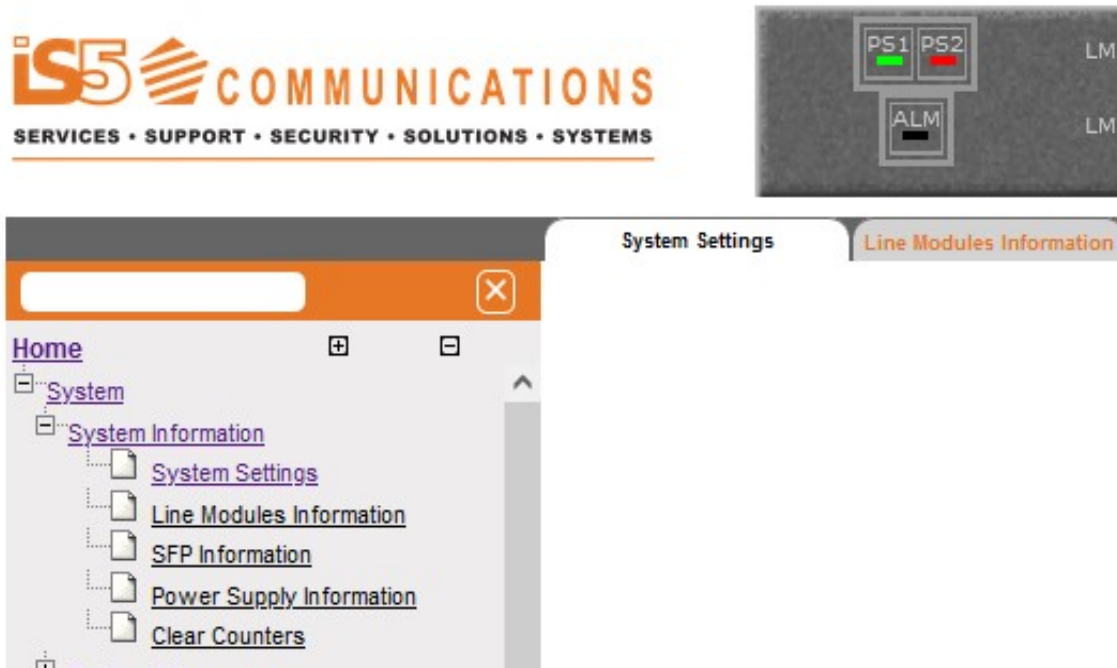 iS5 COMMUNICATIONS
SERVICES • SUPPORT • SECURITY • SOLUTIONS • SYSTEMS
PS1 PS2
LM
ALM
LM
System Settings
Line Modules Information
Home
System
System Information
System Settings
Line Modules Information
SFP Information
Power Supply Information
Clear Counters